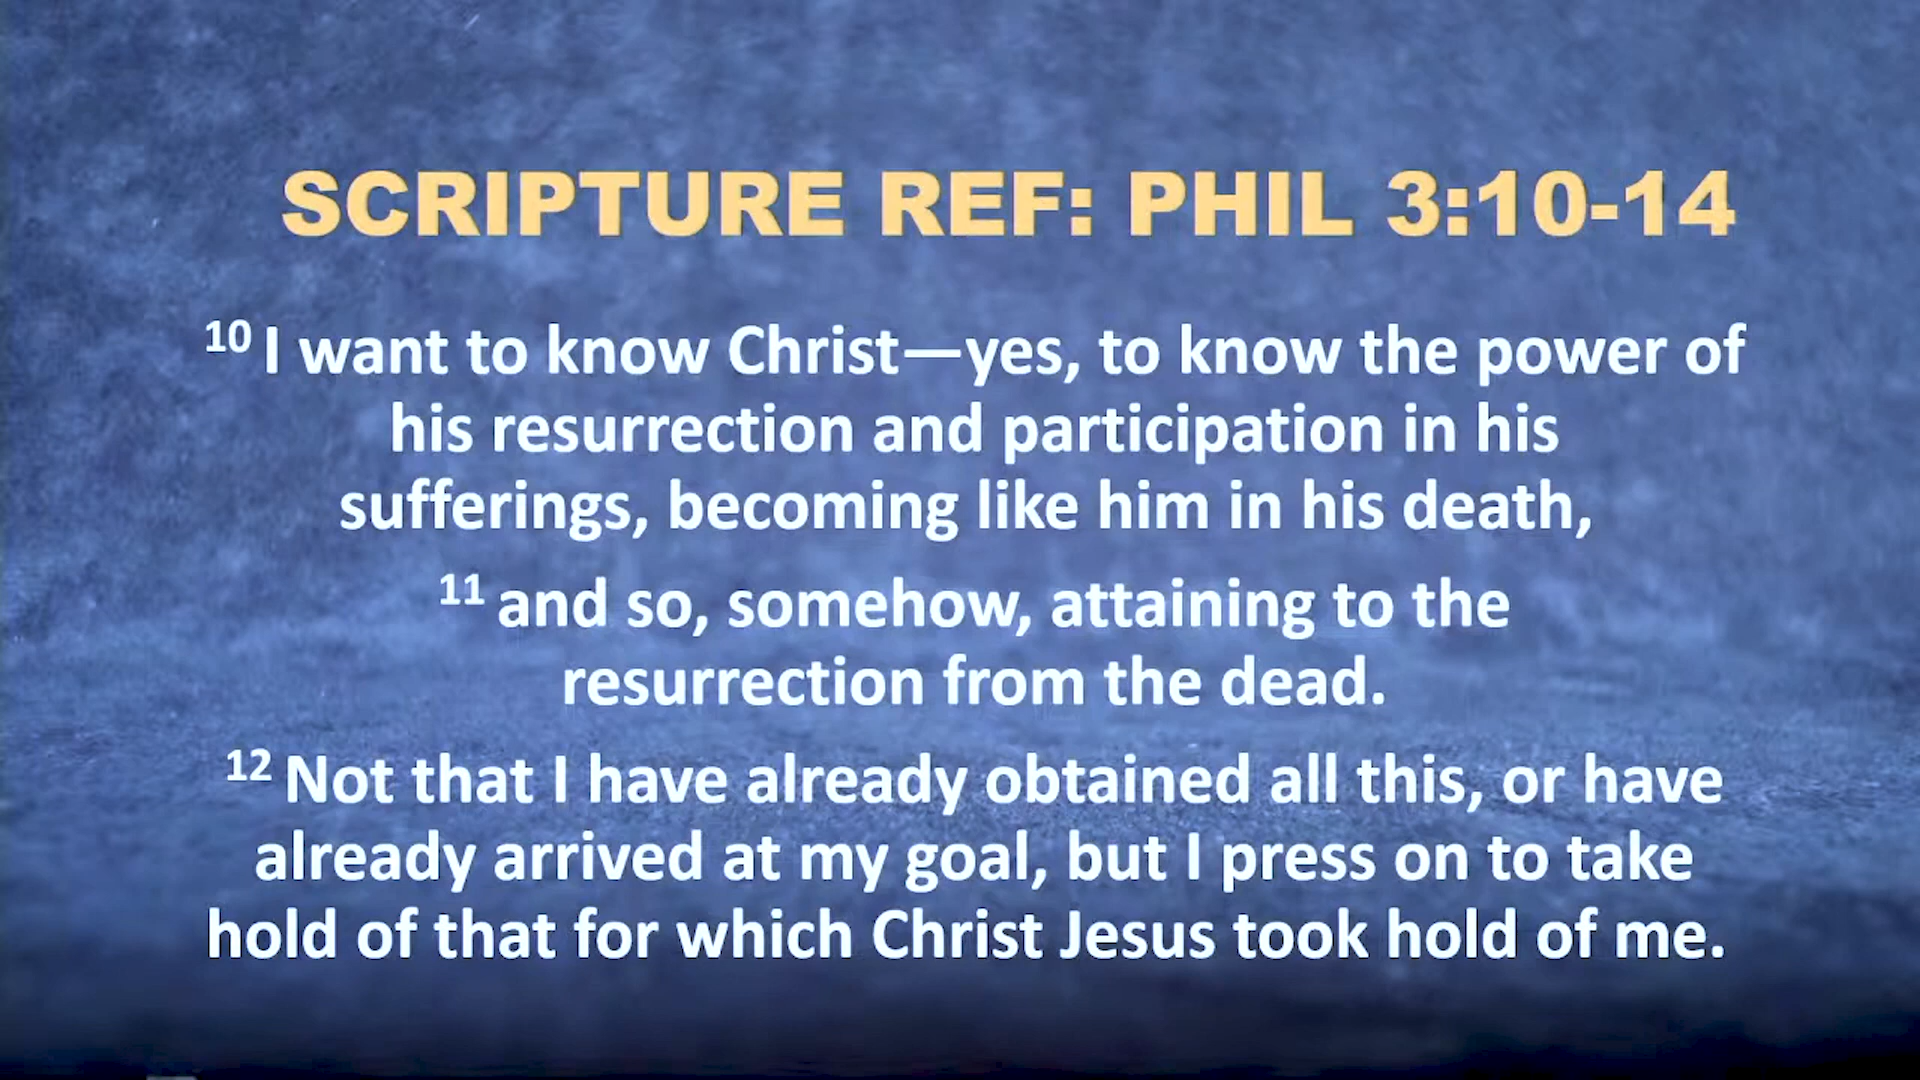 SCRIPTURE REF: PHIL 3:10-14
10 I want to know Christ—yes, to know the power of
his resurrection and participation in his
sufferings, becoming like him in his death,
11 and so, somehow, attaining to the
resurrection from the dead.
12 Not that I have already obtained all this, or have
already arrived at my goal, but I press on to take
hold of that for which Christ Jesus took hold of me.